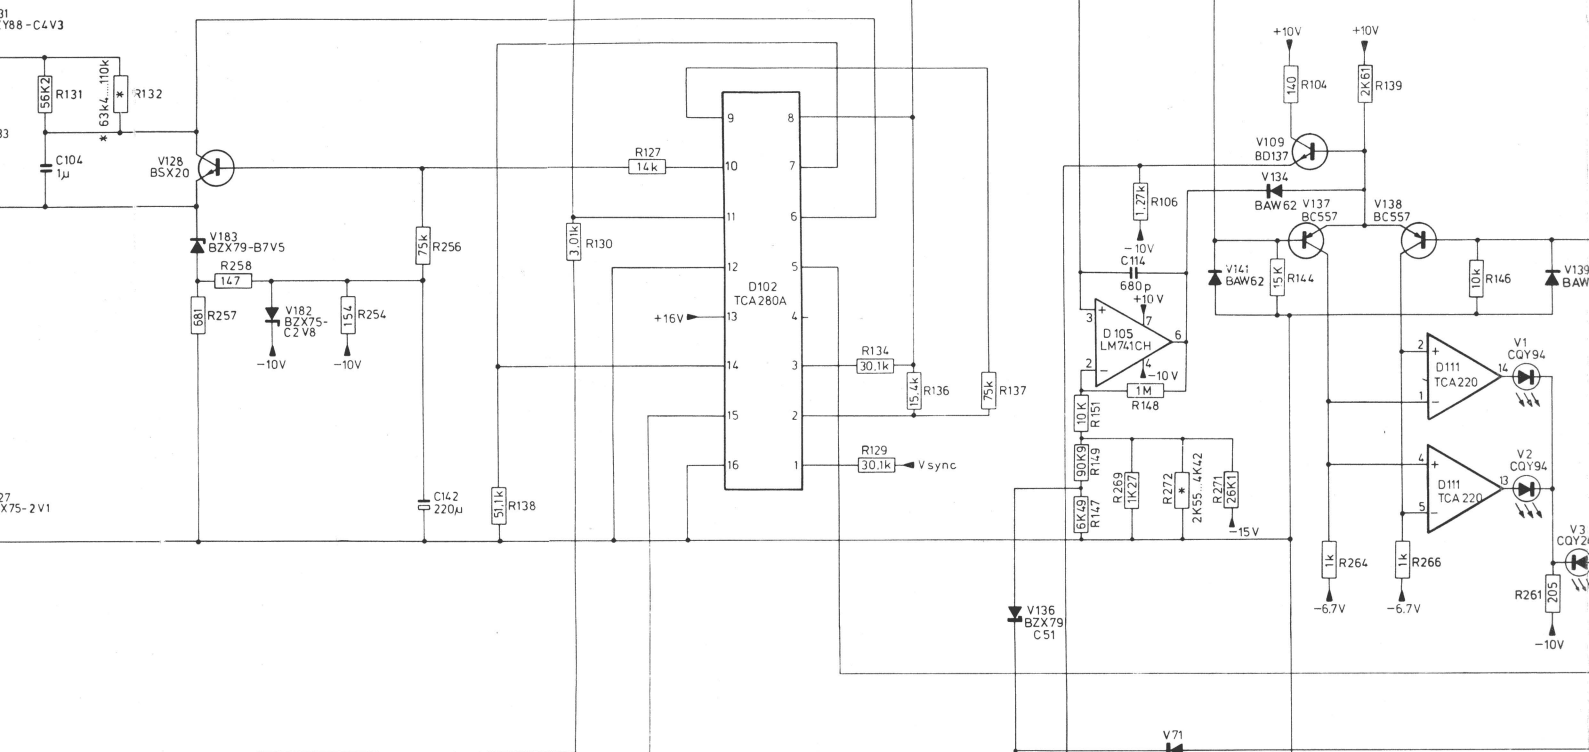 31
Y88-C4V3
56K2
R131
* 63k4...110k
*
R132
33
C104
1µ
V128
BSX20
V183
BZX79-B7V5
R258
147
681
R257
V182
BZX75-
C2V8
-10V
154
R254
-10V
75k
R256
27
X75-2V1
C142
220µ
51,1k
R138
R127
14k
3,01k
R130
9
10
11
12
13
14
15
16
8
7
6
5
4
3
2
1
D102
TCA280A
+16V
R134
30,1k
15,4k
R136
75k
R137
R129
30,1k
Vsync
+10V
140
R104
+10V
2K61
R139
V109
BD137
1,27k
R106
-10V
V134
BAW62
V137
BC557
V138
BC557
C114
680p
+10V
3
+
7
D105
LM741CH
6
4
-10V
2
-
1M
R148
10K
R151
90K9
R149
6K49
R147
R269
1K27
R272
*
2K55...4K42
R271
26K1
-15V
V141
BAW62
15K
R144
10k
R146
V139
BAW
2
+
D111
TCA220
14
1
-
V1
CQY94
4
+
D111
TCA220
13
5
-
V2
CQY94
V3
1k
R264
-6,7V
1k
R266
-6,7V
R261
205
-10V
V136
BZX79
C51
V71